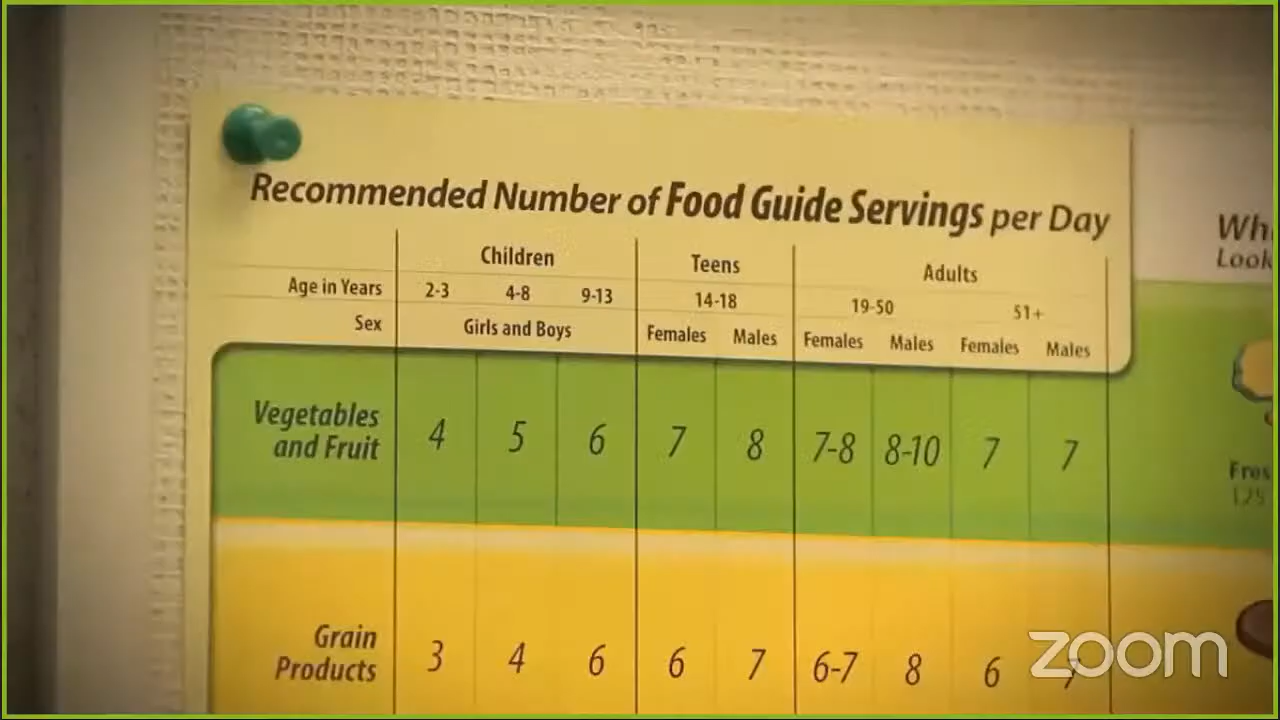 Recommended Number of Food Guide Servings per Day
Children Teens Adults
Age in Years 2-3 4-8 9-13 14-18 19-50 51+
Sex Girls and Boys Females Males Females Males Females Males
Vegetables and Fruit 4 5 6 7 8 7-8 8-10 7 7
Grain Products 3 4 6 6 7 6-7 8 6 7
Look
125
zoom